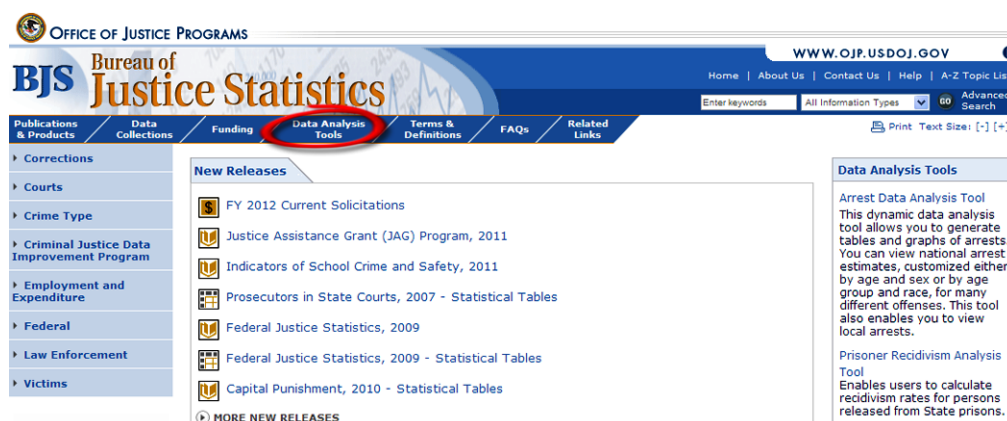 OFFICE OF JUSTICE PROGRAMS
BJS
Bureau of
Justice Statistics
WWW.OJP.USDOJ.GOV
Home | About Us | Contact Us | Help | A-Z Topic Lis
Enter keywords
All Information Types
GO
Advanced
Search
Publications
& Products
Data
Collections
Funding
Data Analysis
Tools
Terms &
Definitions
FAQs
Related
Links
Print Text Size: [-] [+]
Corrections
Courts
Crime Type
Criminal Justice Data
Improvement Program
Employment and
Expenditure
Federal
Law Enforcement
Victims
New Releases
FY 2012 Current Solicitations
Justice Assistance Grant (JAG) Program, 2011
Indicators of School Crime and Safety, 2011
Prosecutors in State Courts, 2007 - Statistical Tables
Federal Justice Statistics, 2009
Federal Justice Statistics, 2009 - Statistical Tables
Capital Punishment, 2010 - Statistical Tables
MORE NEW RELEASES
Data Analysis Tools
Arrest Data Analysis Tool
This dynamic data analysis
tool allows you to generate
tables and graphs of arrests.
You can view national arrest
estimates, customized either
by age and sex or by age
group and race, for many
different offenses. This tool
also enables you to view
local arrests.
Prisoner Recidivism Analysis
Tool
Enables users to calculate
recidivism rates for persons
released from State prisons.